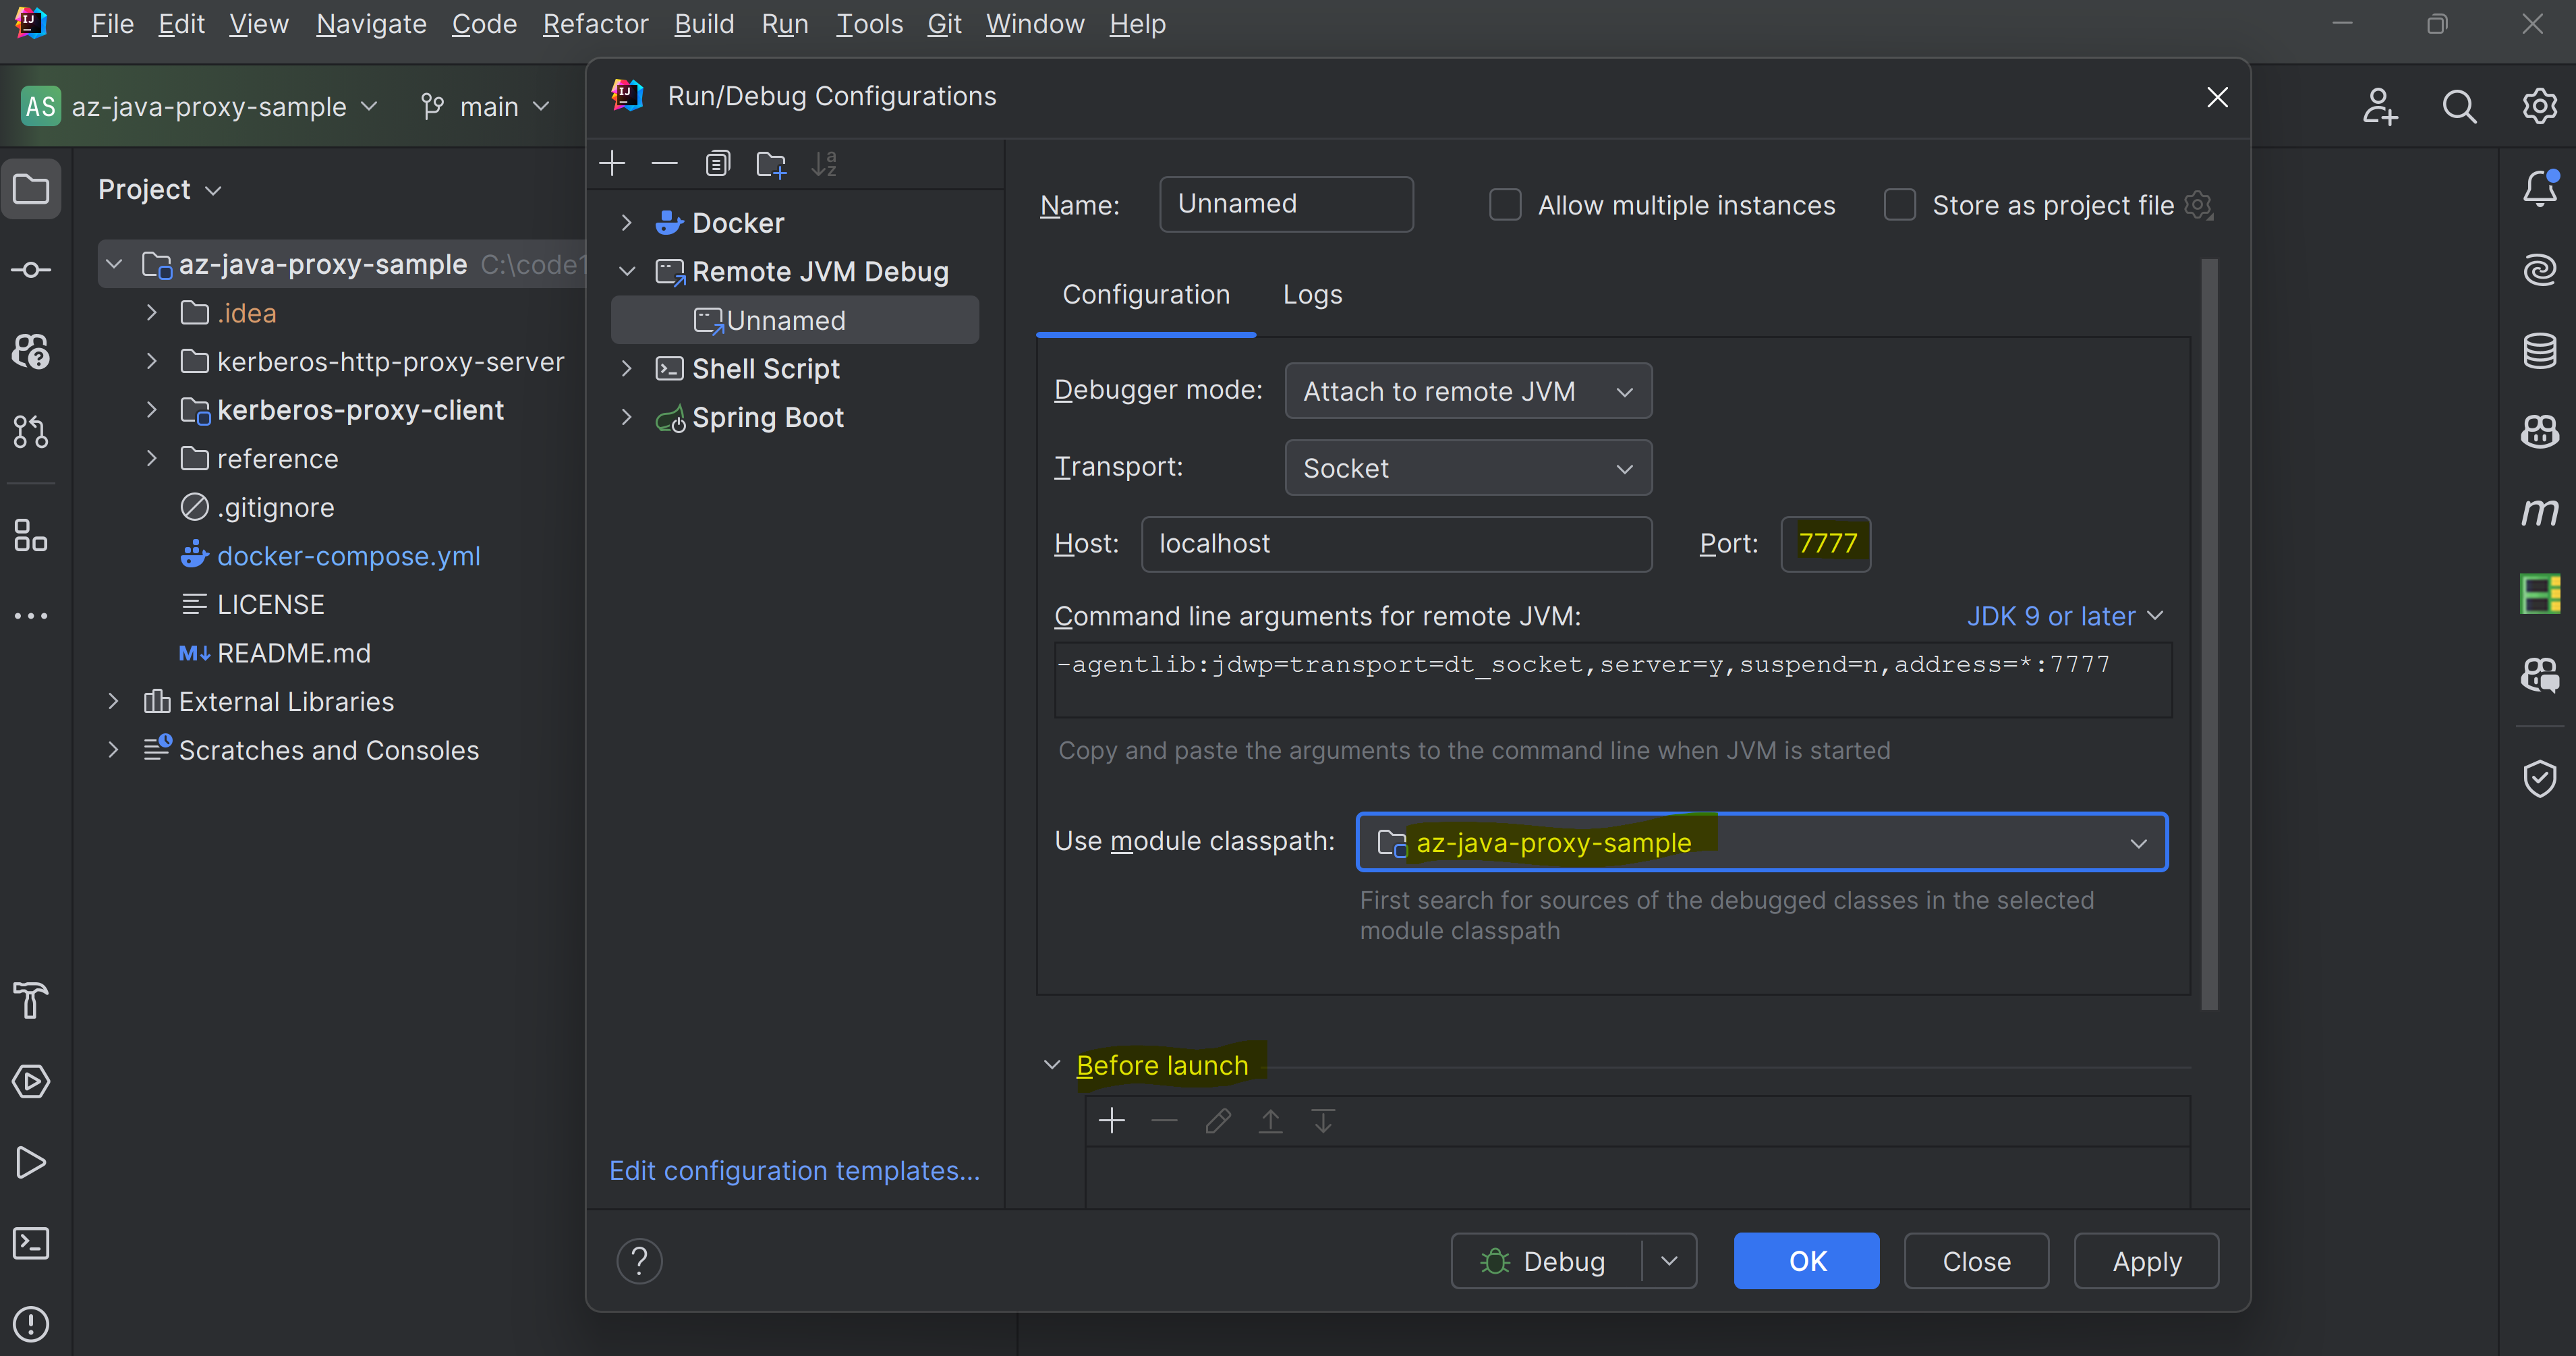 File Edit View Navigate Code Refactor Build Run Tools Git Window Help
AS az-java-proxy-sample main
Run/Debug Configurations
Project
az-java-proxy-sample C:\code1
.idea
kerberos-http-proxy-server
kerberos-proxy-client
reference
.gitignore
docker-compose.yml
LICENSE
M↓ README.md
External Libraries
Scratches and Consoles
Docker
Remote JVM Debug
Unnamed
Shell Script
Spring Boot
Edit configuration templates...
Name: Unnamed Allow multiple instances Store as project file
Configuration Logs
Debugger mode: Attach to remote JVM
Transport: Socket
Host: localhost Port: 7777
Command line arguments for remote JVM: JDK 9 or later
-agentlib:jdwp=transport=dt_socket,server=y,suspend=n,address=*:7777
Copy and paste the arguments to the command line when JVM is started
Use module classpath: az-java-proxy-sample
First search for sources of the debugged classes in the selected
module classpath
Before launch
? Debug OK Close Apply